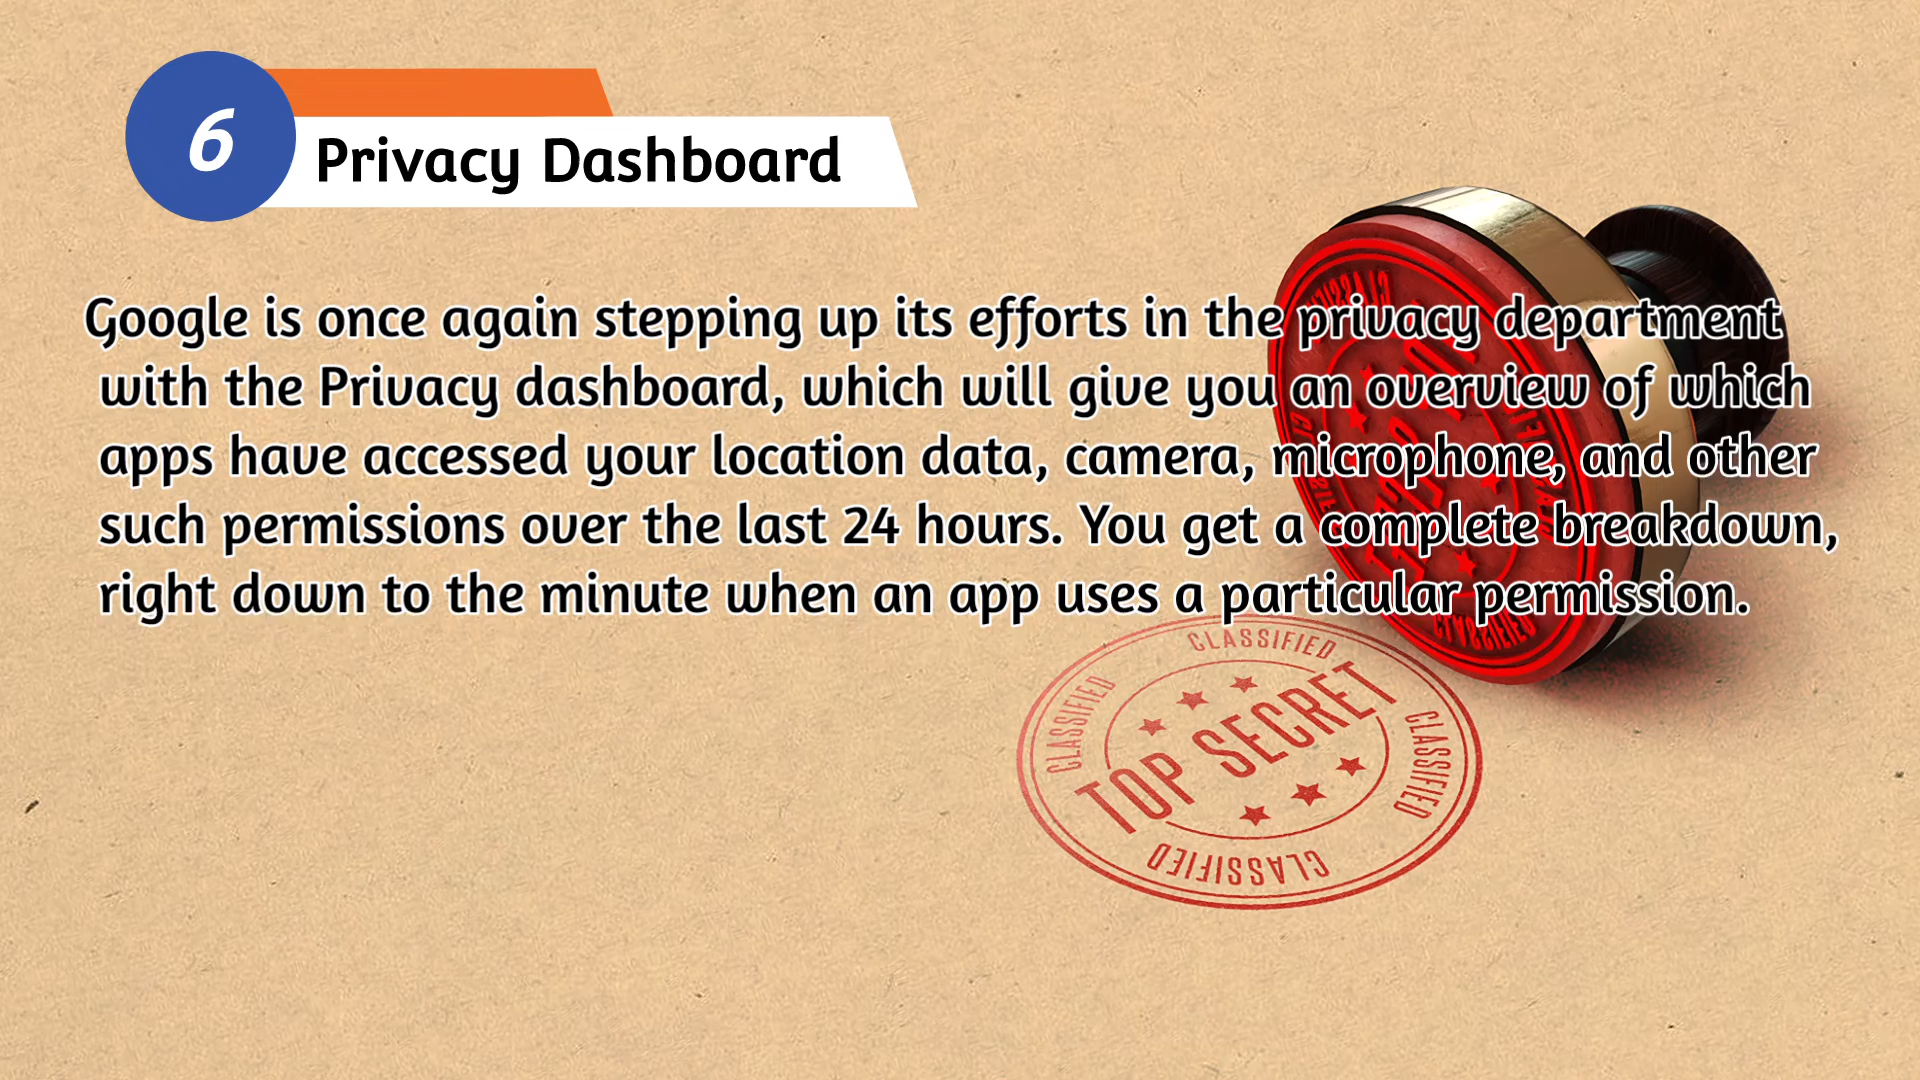 6
Privacy Dashboard
Google is once again stepping up its efforts in the privacy department
with the Privacy dashboard, which will give you an overview of which
apps have accessed your location data, camera, microphone, and other
such permissions over the last 24 hours. You get a complete breakdown,
right down to the minute when an app uses a particular permission.
CLASSIFIED
CLASSIFIED
TOP SECRET
CLASSIFIED
CLASSIFIED